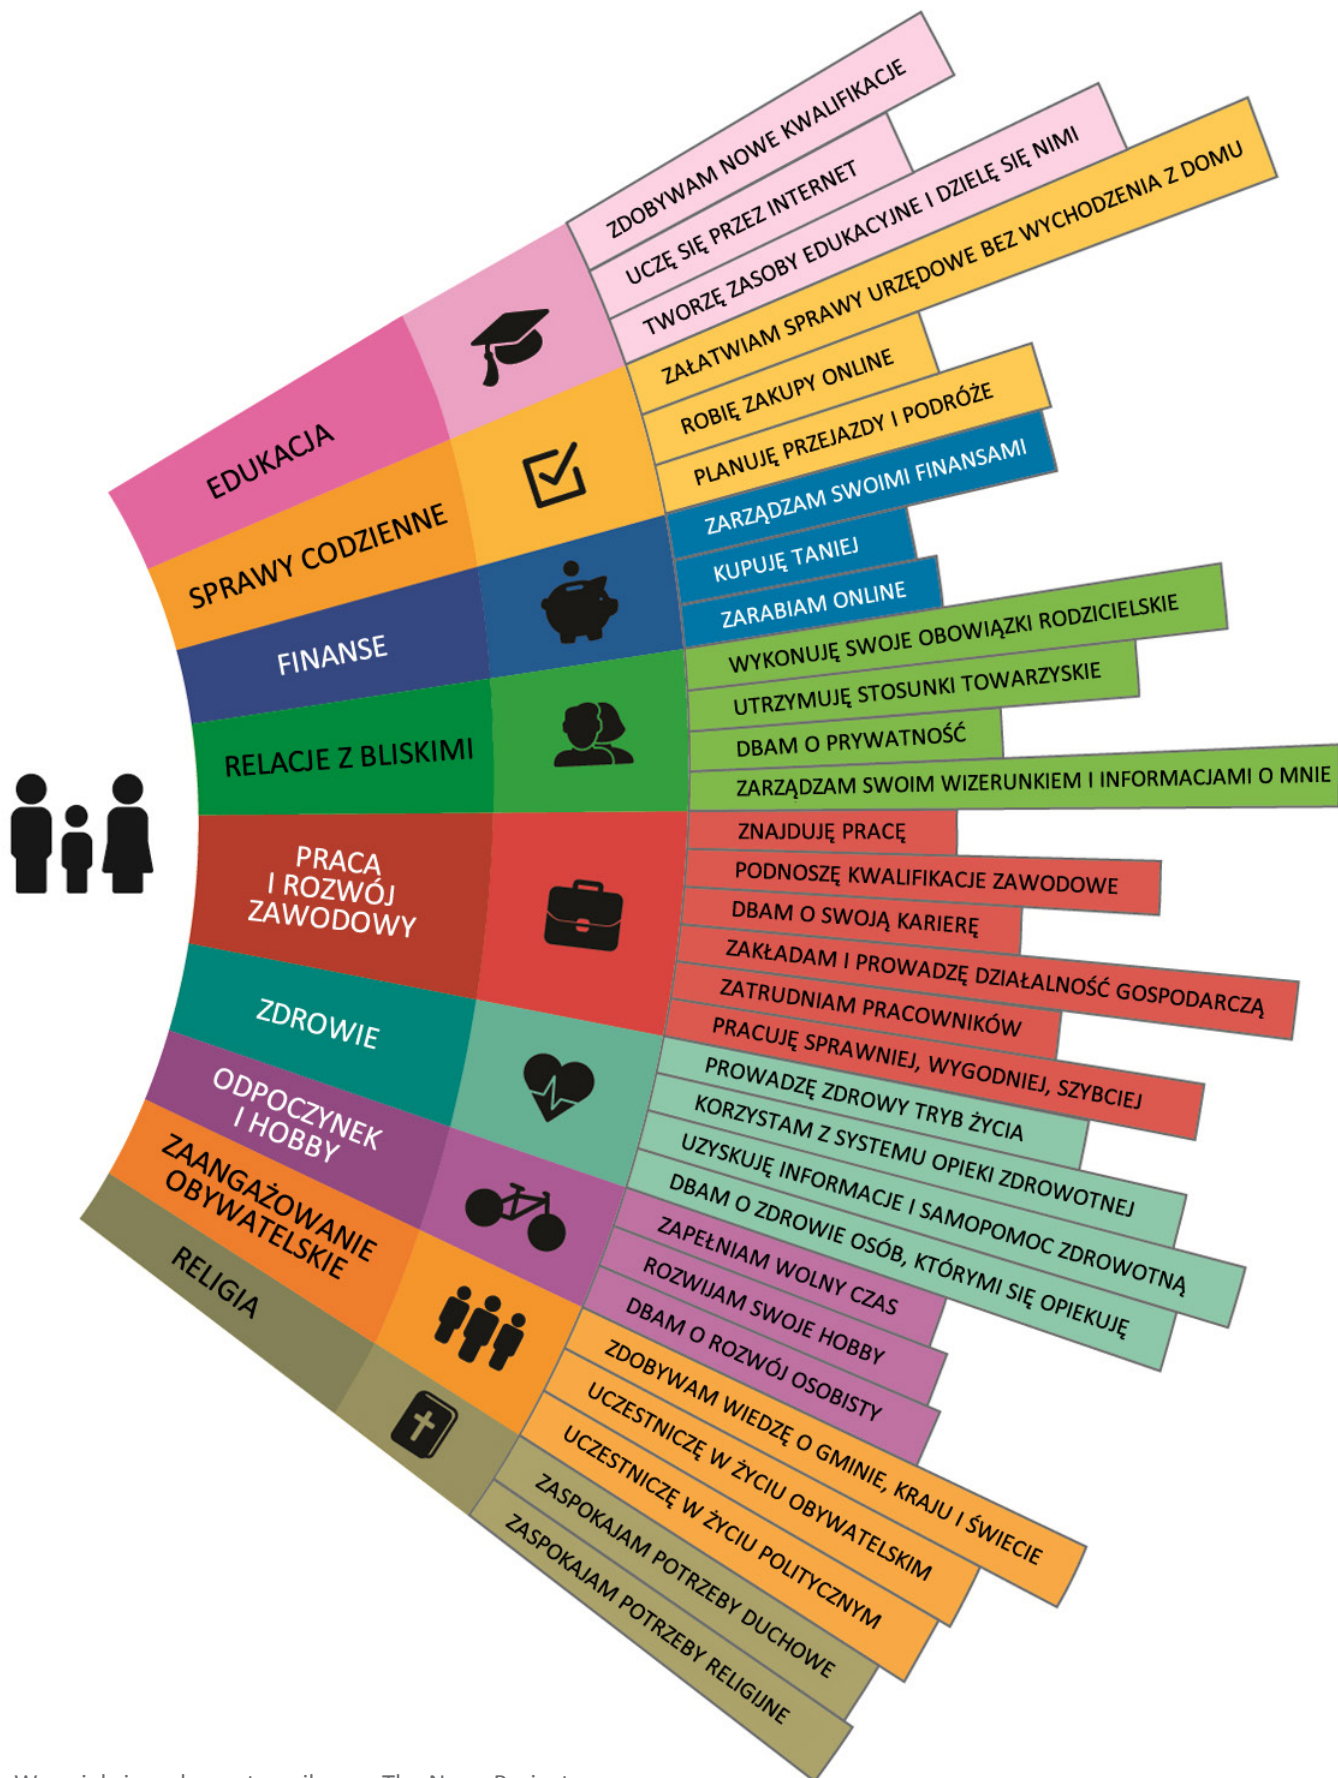 EDUKACJA
ZDOBYWAM NOWE KWALIFIKACJE
UCZĘ SIĘ PRZEZ INTERNET
TWORZĘ ZASOBY EDUKACYJNE I DZIELĘ SIĘ NIMI
SPRAWY CODZIENNE
ZAŁATWIAM SPRAWY URZĘDOWE BEZ WYCHODZENIA Z DOMU
ROBIĘ ZAKUPY ONLINE
PLANUJĘ PRZEJAZDY I PODRÓŻE
FINANSE
ZARZĄDZAM SWOIMI FINANSAMI
KUPUJĘ TANIEJ
ZARABIAM ONLINE
RELACJE Z BLISKIMI
WYKONUJĘ SWOJE OBOWIĄZKI RODZICIELSKIE
UTRZYMUJĘ STOSUNKI TOWARZYSKIE
DBAM O PRYWATNOŚĆ
ZARZĄDZAM SWOIM WIZERUNKIEM I INFORMACJAMI O MNIE
PRACA
I ROZWÓJ
ZAWODOWY
ZNAJDUJĘ PRACĘ
PODNOSZĘ KWALIFIKACJE ZAWODOWE
DBAM O SWOJĄ KARIERĘ
ZAKŁADAM I PROWADZĘ DZIAŁALNOŚĆ GOSPODARCZĄ
ZATRUDNIAM PRACOWNIKÓW
PRACUJĘ SPRAWNIEJ, WYGODNIEJ, SZYBCIEJ
ZDROWIE
PROWADZĘ ZDROWY TRYB ŻYCIA
KORZYSTAM Z SYSTEMU OPIEKI ZDROWOTNEJ
UZYSKUJĘ INFORMACJE I SAMOPOMOC ZDROWOTNĄ
DBAM O ZDROWIE OSÓB, KTÓRYMI SIĘ OPIEKUJĘ
ODPOCZYNEK
I HOBBY
ZAPEŁNIAM WOLNY CZAS
ROZWIJAM SWOJE HOBBY
DBAM O ROZWÓJ OSOBISTY
ZAANGAŻOWANIE
OBYWATELSKIE
ZDOBYWAM WIEDZĘ O GMINIE, KRAJU I ŚWIECIE
UCZESTNICZĘ W ŻYCIU OBYWATELSKIM
UCZESTNICZĘ W ŻYCIU POLITYCZNYM
RELIGIA
ZASPOKAJAM POTRZEBY DUCHOWE
ZASPOKAJAM POTRZEBY RELIGIJNE